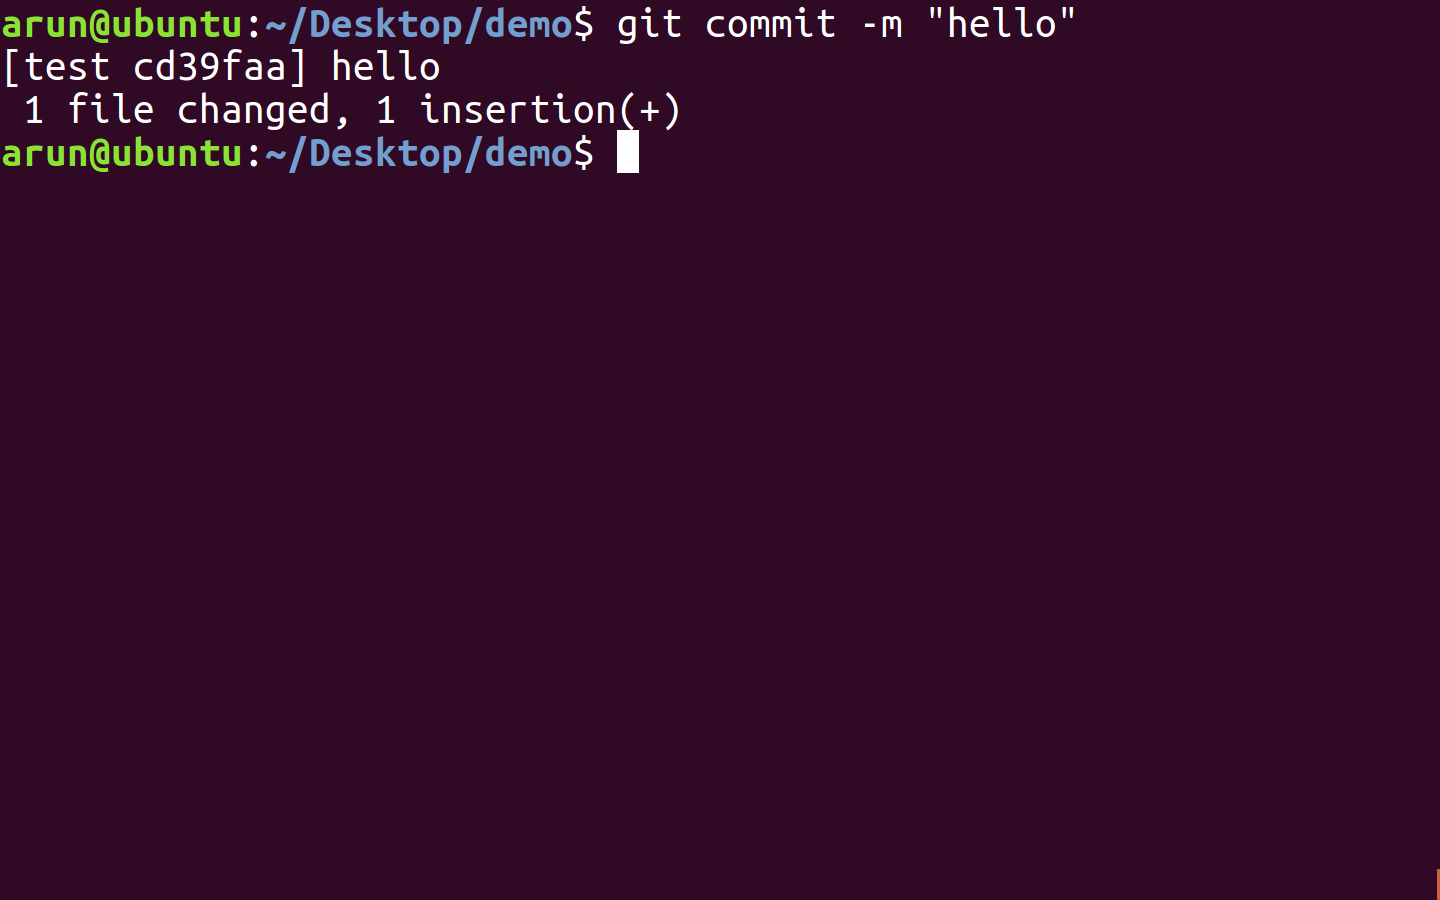 arun@ubuntu:~/Desktop/demo$ git commit -m "hello"
[test cd39faa] hello
 1 file changed, 1 insertion(+)
arun@ubuntu:~/Desktop/demo$